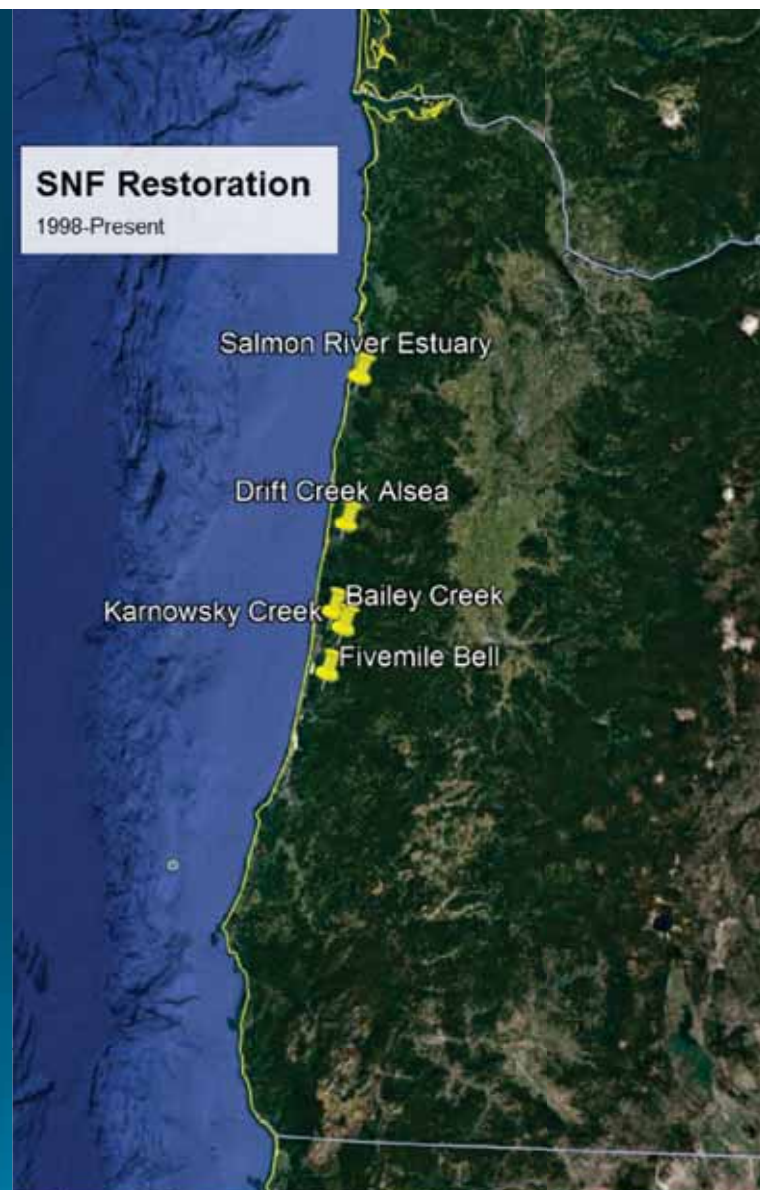 SNF Restoration
1998-Present
Salmon River Estuary
Drift Creek Alsea
Bailey Creek
Karnowsky Creek
Fivemile Bell